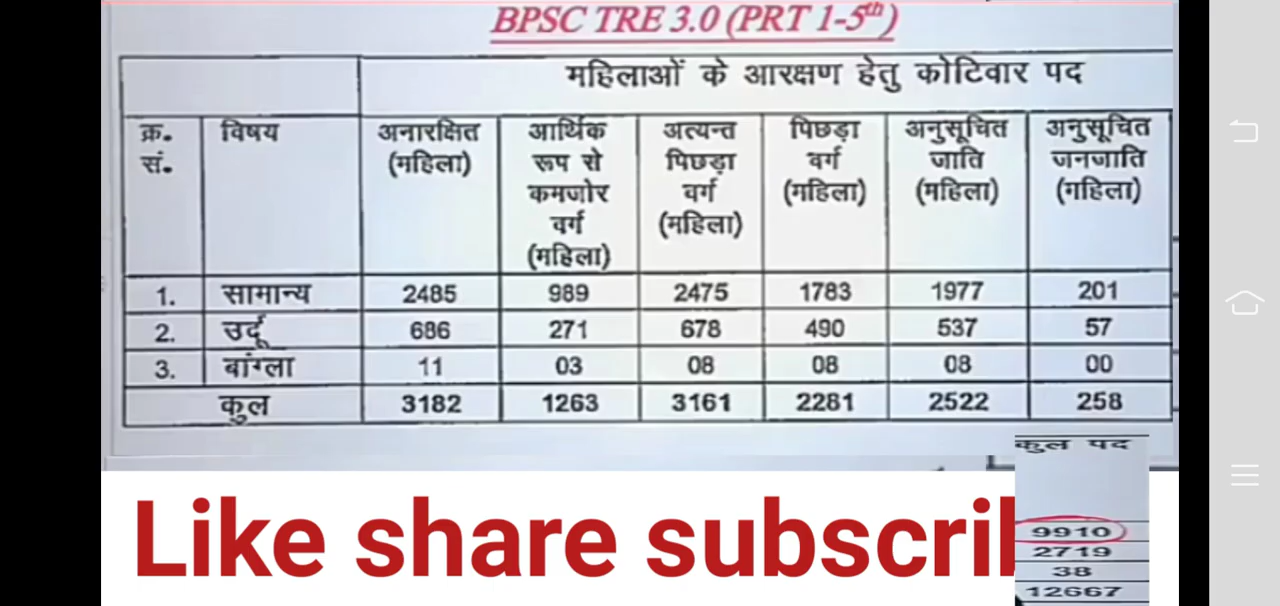 BPSC TRE 3.0 (PRT 1-5th)
महिलाओं के आरक्षण हेतु कोटिवार पद
क्र. सं. विषय अनारक्षित (महिला) आर्थिक रूप से कमजोर वर्ग (महिला) अत्यन्त पिछड़ा वर्ग (महिला) पिछड़ा वर्ग (महिला) अनुसूचित जाति (महिला) अनुसूचित जनजाति (महिला)
1. सामान्य 2485 989 2475 1783 1977 201
2. उर्दू 686 271 678 490 537 57
3. बांग्ला 11 03 08 08 08 00
कुल 3182 1263 3161 2281 2522 258
कुल पद
9910
2719
38
12667
Like share subscril